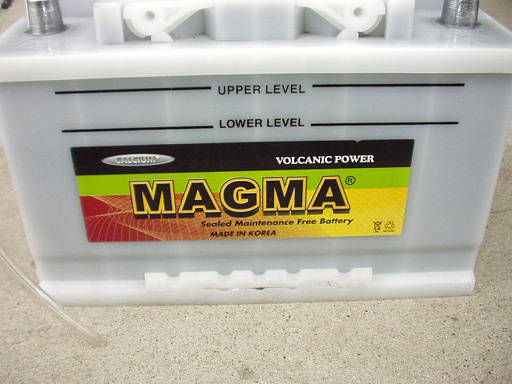 UPPER LEVEL
LOWER LEVEL
CALCIUM+
VOLCANIC POWER
MAGMA®
Sealed Maintenance Free Battery
MADE IN KOREA